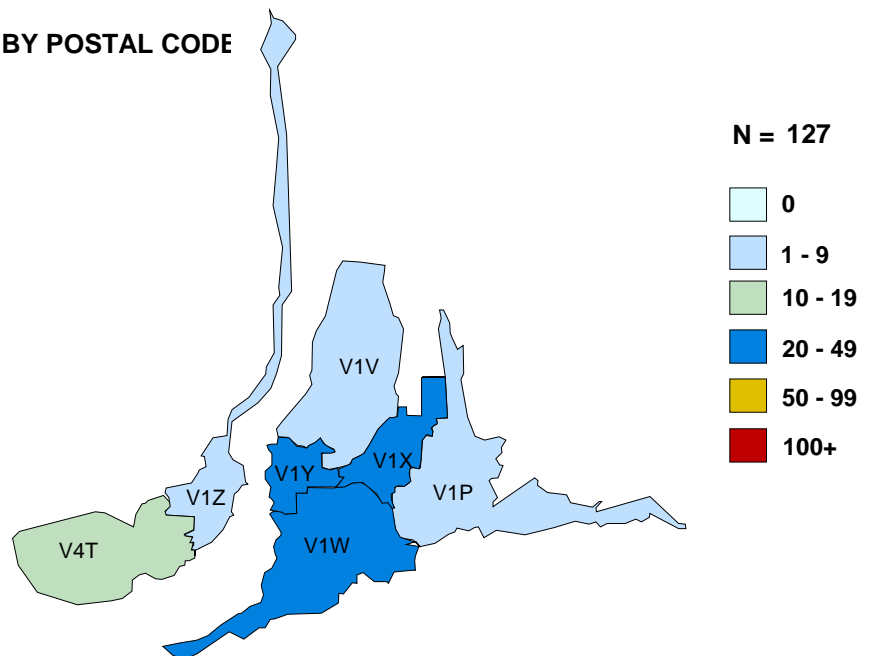 BY POSTAL CODE
N = 127
0
1 - 9
10 - 19
20 - 49
50 - 99
100+
V1V
V1Y
V1X
V1Z
V1P
V1W
V4T